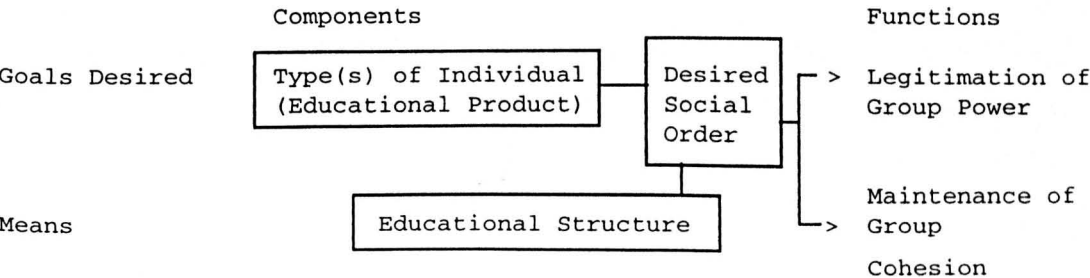 Components Functions
Goals Desired Type(s) of Individual Desired > Legitimation of
(Educational Product) Social Group Power
Order
Maintenance of
Means Educational Structure > Group
Cohesion